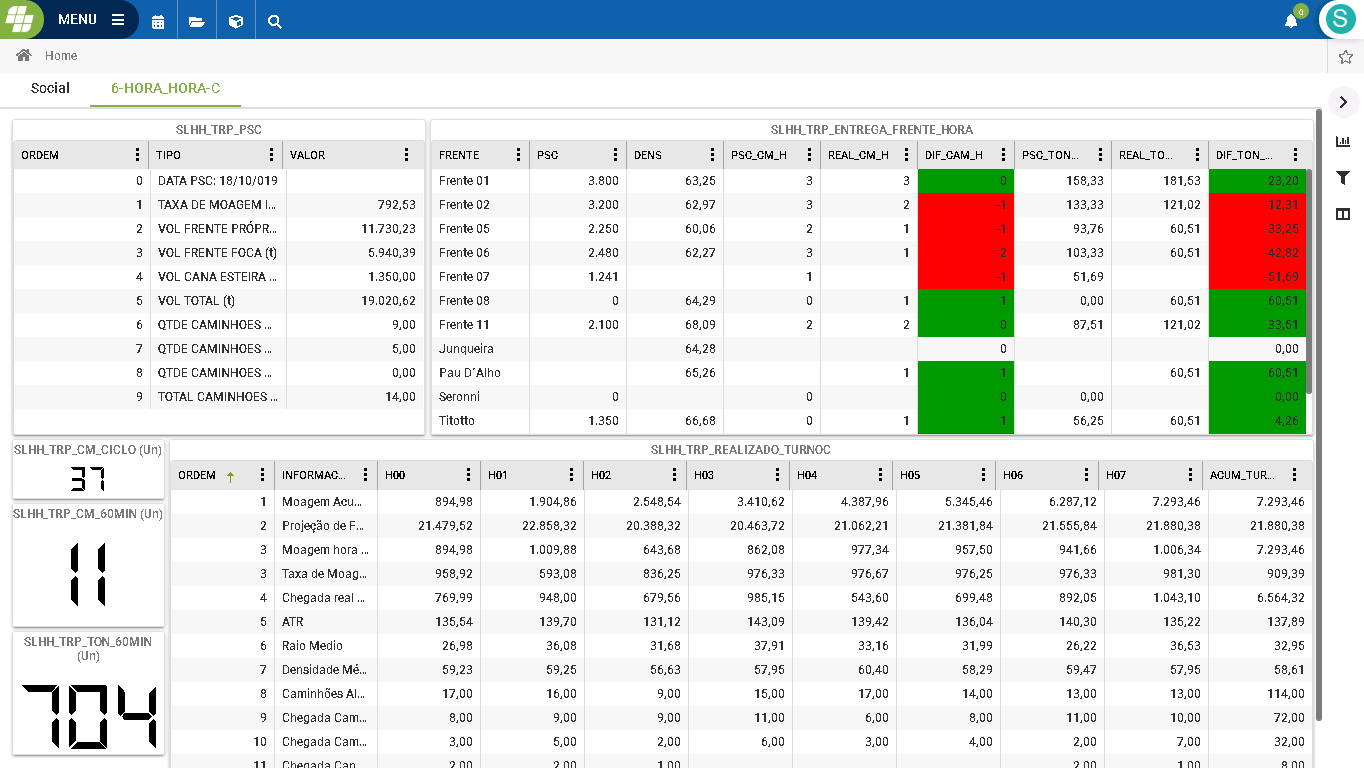 MENU
0
S
Home
Social 6-HORA_HORA-C
SLHH_TRP_PSC
ORDEM TIPO VALOR
0 DATA PSC: 18/10/019
1 TAXA DE MOAGEM I... 792,53
2 VOL FRENTE PRÓPR... 11.730,23
3 VOL FRENTE FOCA (t) 5.940,39
4 VOL CANA ESTEIRA ... 1.350,00
5 VOL TOTAL (t) 19.020,62
6 QTDE CAMINHOES ... 9,00
7 QTDE CAMINHOES ... 5,00
8 QTDE CAMINHOES ... 0,00
9 TOTAL CAMINHOES ... 14,00
SLHH_TRP_ENTREGA_FRENTE_HORA
FRENTE PSC DENS PSC_CM_H REAL_CM_H DIF_CAM_H PSC_TON... REAL_TO... DIF_TON_...
Frente 01 3.800 63,25 3 3 0 158,33 181,53 23,20
Frente 02 3.200 62,97 3 2 -1 133,33 121,02 -12,31
Frente 05 2.250 60,06 2 1 -1 93,76 60,51 -33,25
Frente 06 2.480 62,27 3 1 -2 103,33 60,51 -42,82
Frente 07 1.241 1 -1 51,69 -51,69
Frente 08 0 64,29 0 1 1 0,00 60,51 60,51
Frente 11 2.100 68,09 2 2 0 87,51 121,02 33,51
Junqueira 64,28 0 0,00
Pau D´Alho 65,26 1 1 60,51 60,51
Seronni 0 0 0 0,00 0,00
Titotto 1.350 66,68 0 1 1 56,25 60,51 4,26
SLHH_TRP_CM_CICLO (Un)
37
SLHH_TRP_CM_60MIN (Un)
11
SLHH_TRP_TON_60MIN
(Un)
704
SLHH_TRP_REALIZADO_TURNOC
ORDEM INFORMAC... H00 H01 H02 H03 H04 H05 H06 H07 ACUM_TUR...
1 Moagem Acu... 894,98 1.904,86 2.548,54 3.410,62 4.387,96 5.345,46 6.287,12 7.293,46 7.293,46
2 Projeção de F... 21.479,52 22.858,32 20.388,32 20.463,72 21.062,21 21.381,84 21.555,84 21.880,38 21.880,38
3 Moagem hora ... 894,98 1.009,88 643,68 862,08 977,34 957,50 941,66 1.006,34 7.293,46
3 Taxa de Moag... 958,92 593,08 836,25 976,33 976,67 976,25 976,33 981,30 909,39
4 Chegada real ... 769,99 948,00 679,56 985,15 543,60 699,48 892,05 1.043,10 6.564,32
5 ATR 135,54 139,70 131,12 143,09 139,42 136,04 140,30 135,22 137,89
6 Raio Medio 26,98 36,08 31,68 37,91 33,16 31,99 26,22 36,53 32,95
7 Densidade Mé... 59,23 59,25 56,63 57,95 60,40 58,29 59,47 57,95 58,61
8 Caminhões Al... 17,00 16,00 9,00 15,00 17,00 14,00 13,00 13,00 114,00
9 Chegada Cam... 8,00 9,00 9,00 11,00 6,00 8,00 11,00 10,00 72,00
10 Chegada Cam... 3,00 5,00 2,00 6,00 3,00 4,00 2,00 7,00 32,00
11 Chegada Can... 2,00 2,00 1,00 2,00 1,00 8,00